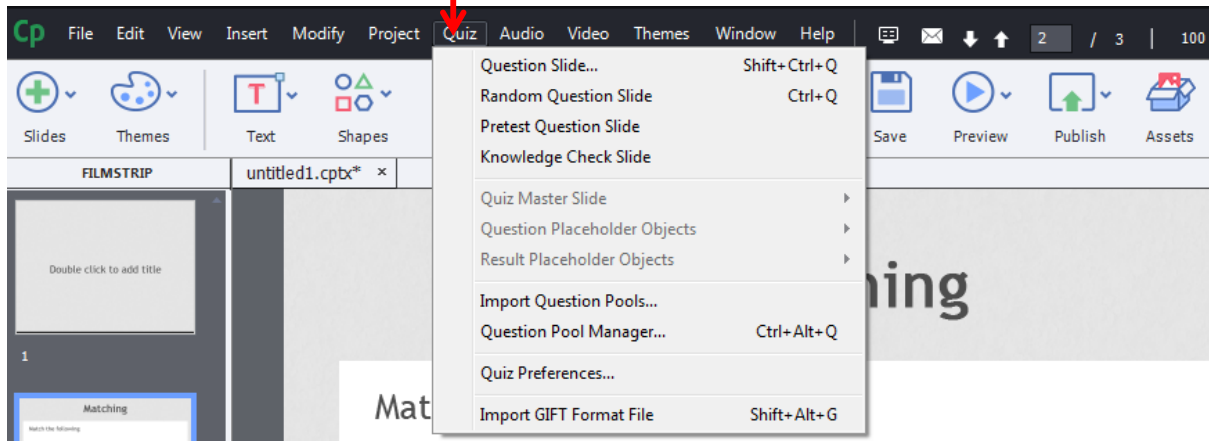 Cp File Edit View Insert Modify Project Quiz Audio Video Themes Window Help 2 / 3 100
Question Slide... Shift+Ctrl+Q
Random Question Slide Ctrl+Q
Pretest Question Slide
Knowledge Check Slide
Quiz Master Slide
Question Placeholder Objects
Result Placeholder Objects
Import Question Pools...
Question Pool Manager... Ctrl+Alt+Q
Quiz Preferences...
Import GIFT Format File Shift+Alt+G
Slides Themes Text Shapes Save Preview Publish Assets
FILMSTRIP untitled1.cptx* ×
Double click to add title
1
Matching
Match the following
ning
Mat